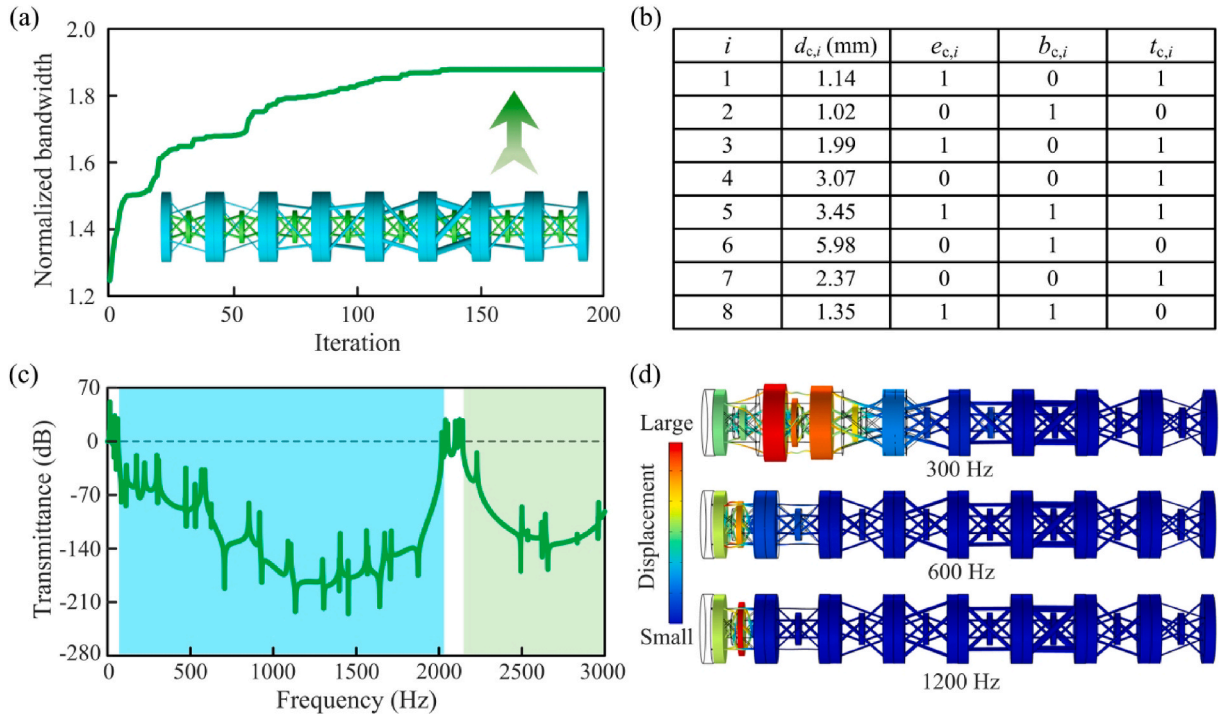 (a)
2.0
1.8
1.6
1.4
1.2
Normalized bandwidth
0 50 100 150 200
Iteration
(b)
i d_{c,i} (mm) e_{c,i} b_{c,i} t_{c,i}
1 1.14 1 0 1
2 1.02 0 1 0
3 1.99 1 0 1
4 3.07 0 0 1
5 3.45 1 1 1
6 5.98 0 1 0
7 2.37 0 0 1
8 1.35 1 1 0
(c)
70
0
-70
-140
-210
-280
Transmittance (dB)
0 500 1000 1500 2000 2500 3000
Frequency (Hz)
(d)
Large
Displacement
Small
300 Hz
600 Hz
1200 Hz